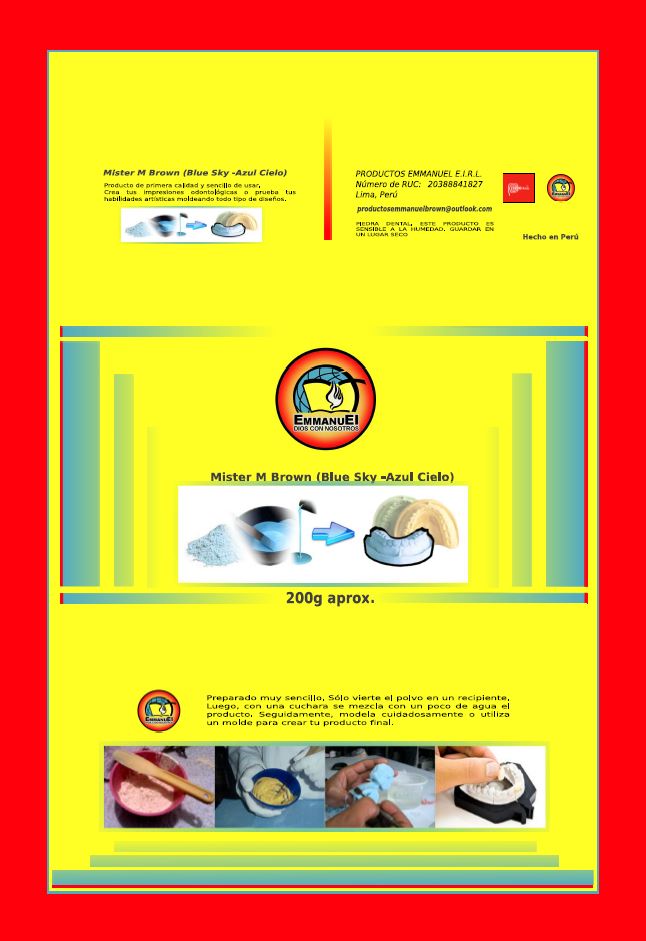 Mister M Brown (Blue Sky -Azul Cielo)
Producto de primera calidad y sencillo de usar,
Crea tus impresiones odontológicas o prueba tus
habilidades artísticas moldeando todo tipo de diseños.
PRODUCTOS EMMANUEL E.I.R.L.
Número de RUC: 20388841827
Lima, Perú
productosemmanuelbrown@outlook.com
PIEDRA DENTAL, ESTE PRODUCTO ES
SENSIBLE A LA HUMEDAD. GUARDAR EN
UN LUGAR SECO
Hecho en Perú
EMMANUEl
DIOS CON NOSOTROS
Mister M Brown (Blue Sky -Azul Cielo)
200g aprox.
EMMANUEl
Preparado muy sencillo, Sólo vierte el polvo en un recipiente,
Luego, con una cuchara se mezcla con un poco de agua el
producto. Seguidamente, modela cuidadosamente o utiliza
un molde para crear tu producto final.